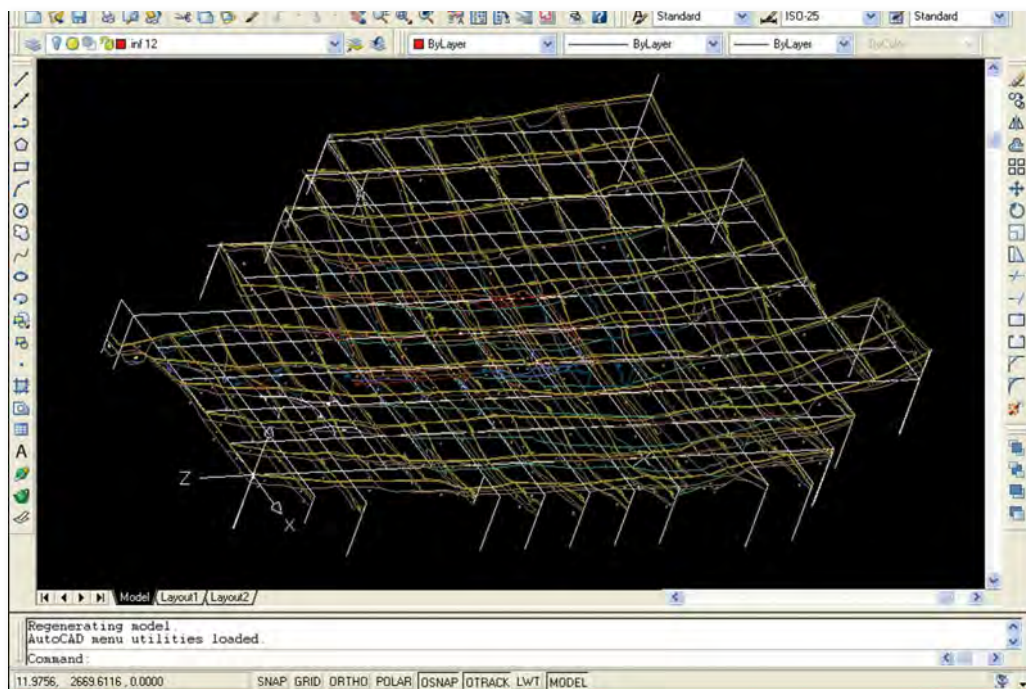 Standard ISO-25 Standard
inf 12 ByLayer ByLayer ByLayer ByColor
Z
X
Model Layout1 Layout2
Regenerating model.
AutoCAD menu utilities loaded.
Command:
11.9756, 2669.6116 , 0.0000 SNAP GRID ORTHO POLAR OSNAP OTRACK LWT MODEL